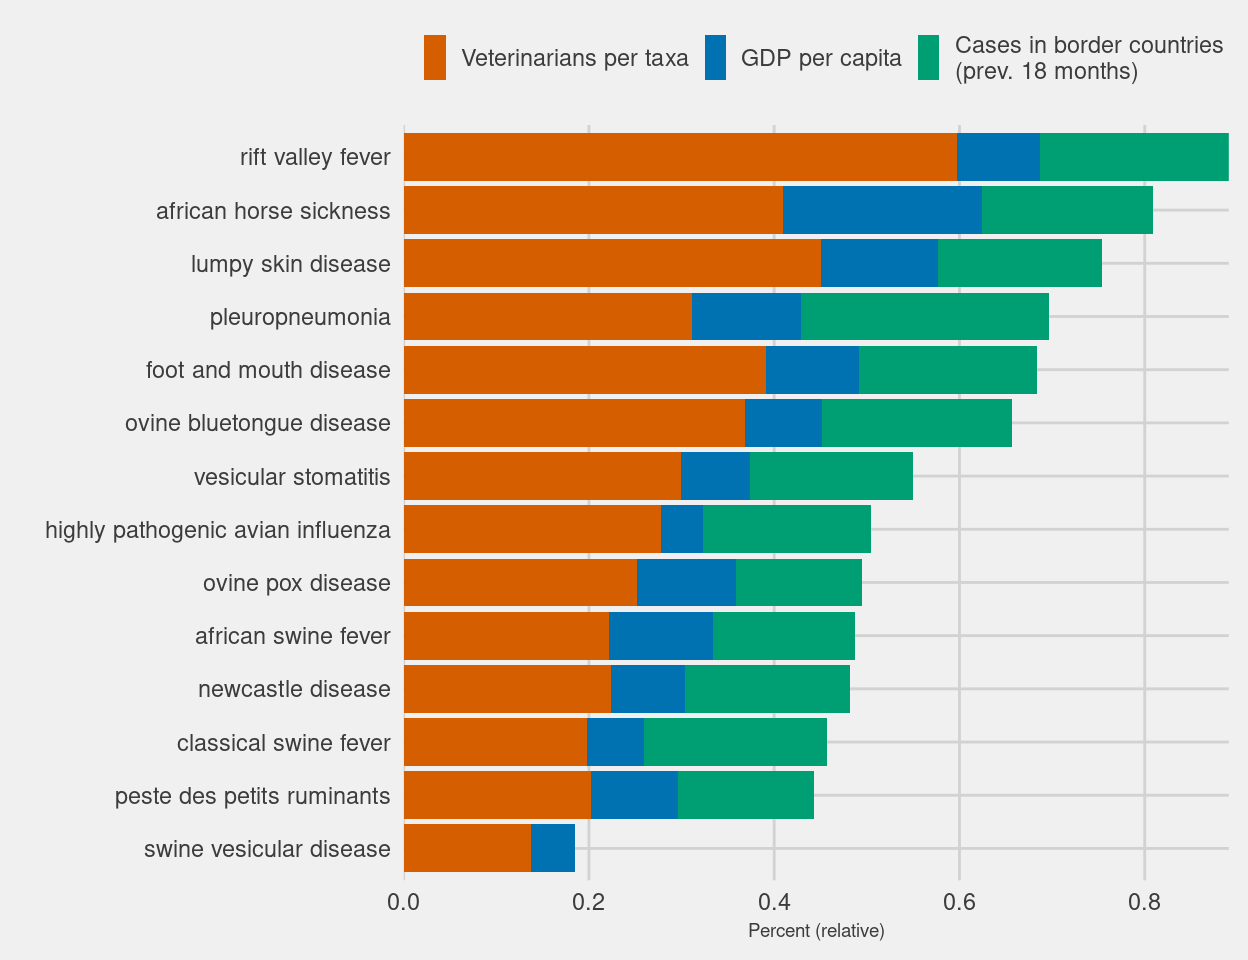 Veterinarians per taxa
GDP per capita
Cases in border countries
(prev. 18 months)
rift valley fever
african horse sickness
lumpy skin disease
pleuropneumonia
foot and mouth disease
ovine bluetongue disease
vesicular stomatitis
highly pathogenic avian influenza
ovine pox disease
african swine fever
newcastle disease
classical swine fever
peste des petits ruminants
swine vesicular disease
0.0 0.2 0.4 0.6 0.8
Percent (relative)